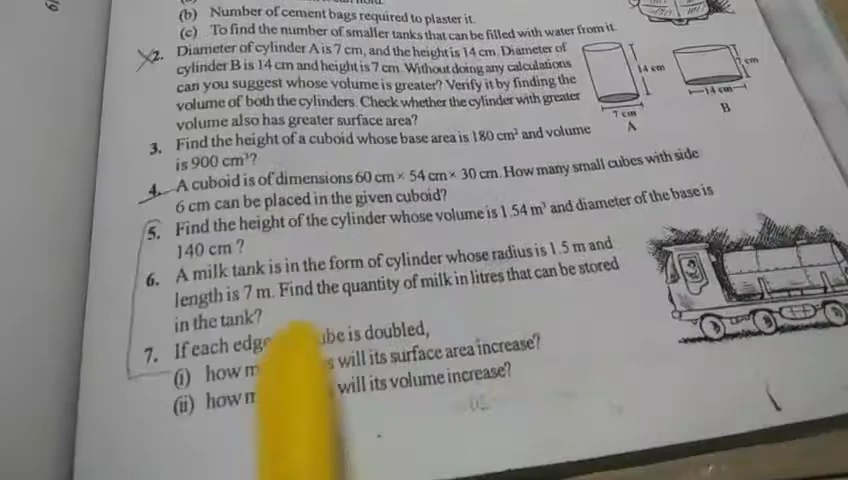 (b) Number of cement bags required to plaster it.
(c) To find the number of smaller tanks that can be filled with water from it.
2. Diameter of cylinder A is 7 cm, and the height is 14 cm. Diameter of
cylinder B is 14 cm and height is 7 cm. Without doing any calculations
can you suggest whose volume is greater? Verify it by finding the
volume of both the cylinders. Check whether the cylinder with greater
volume also has greater surface area?
14 cm
7 cm
A
cm
14 cm
B
3. Find the height of a cuboid whose base area is 180 cm² and volume
is 900 cm³?
4. A cuboid is of dimensions 60 cm × 54 cm × 30 cm. How many small cubes with side
6 cm can be placed in the given cuboid?
5. Find the height of the cylinder whose volume is 1.54 m³ and diameter of the base is
140 cm ?
6. A milk tank is in the form of cylinder whose radius is 1.5 m and
length is 7 m. Find the quantity of milk in litres that can be stored
in the tank?
7. If each edge ube is doubled,
(i) how m s will its surface area increase?
(ii) how m will its volume increase?